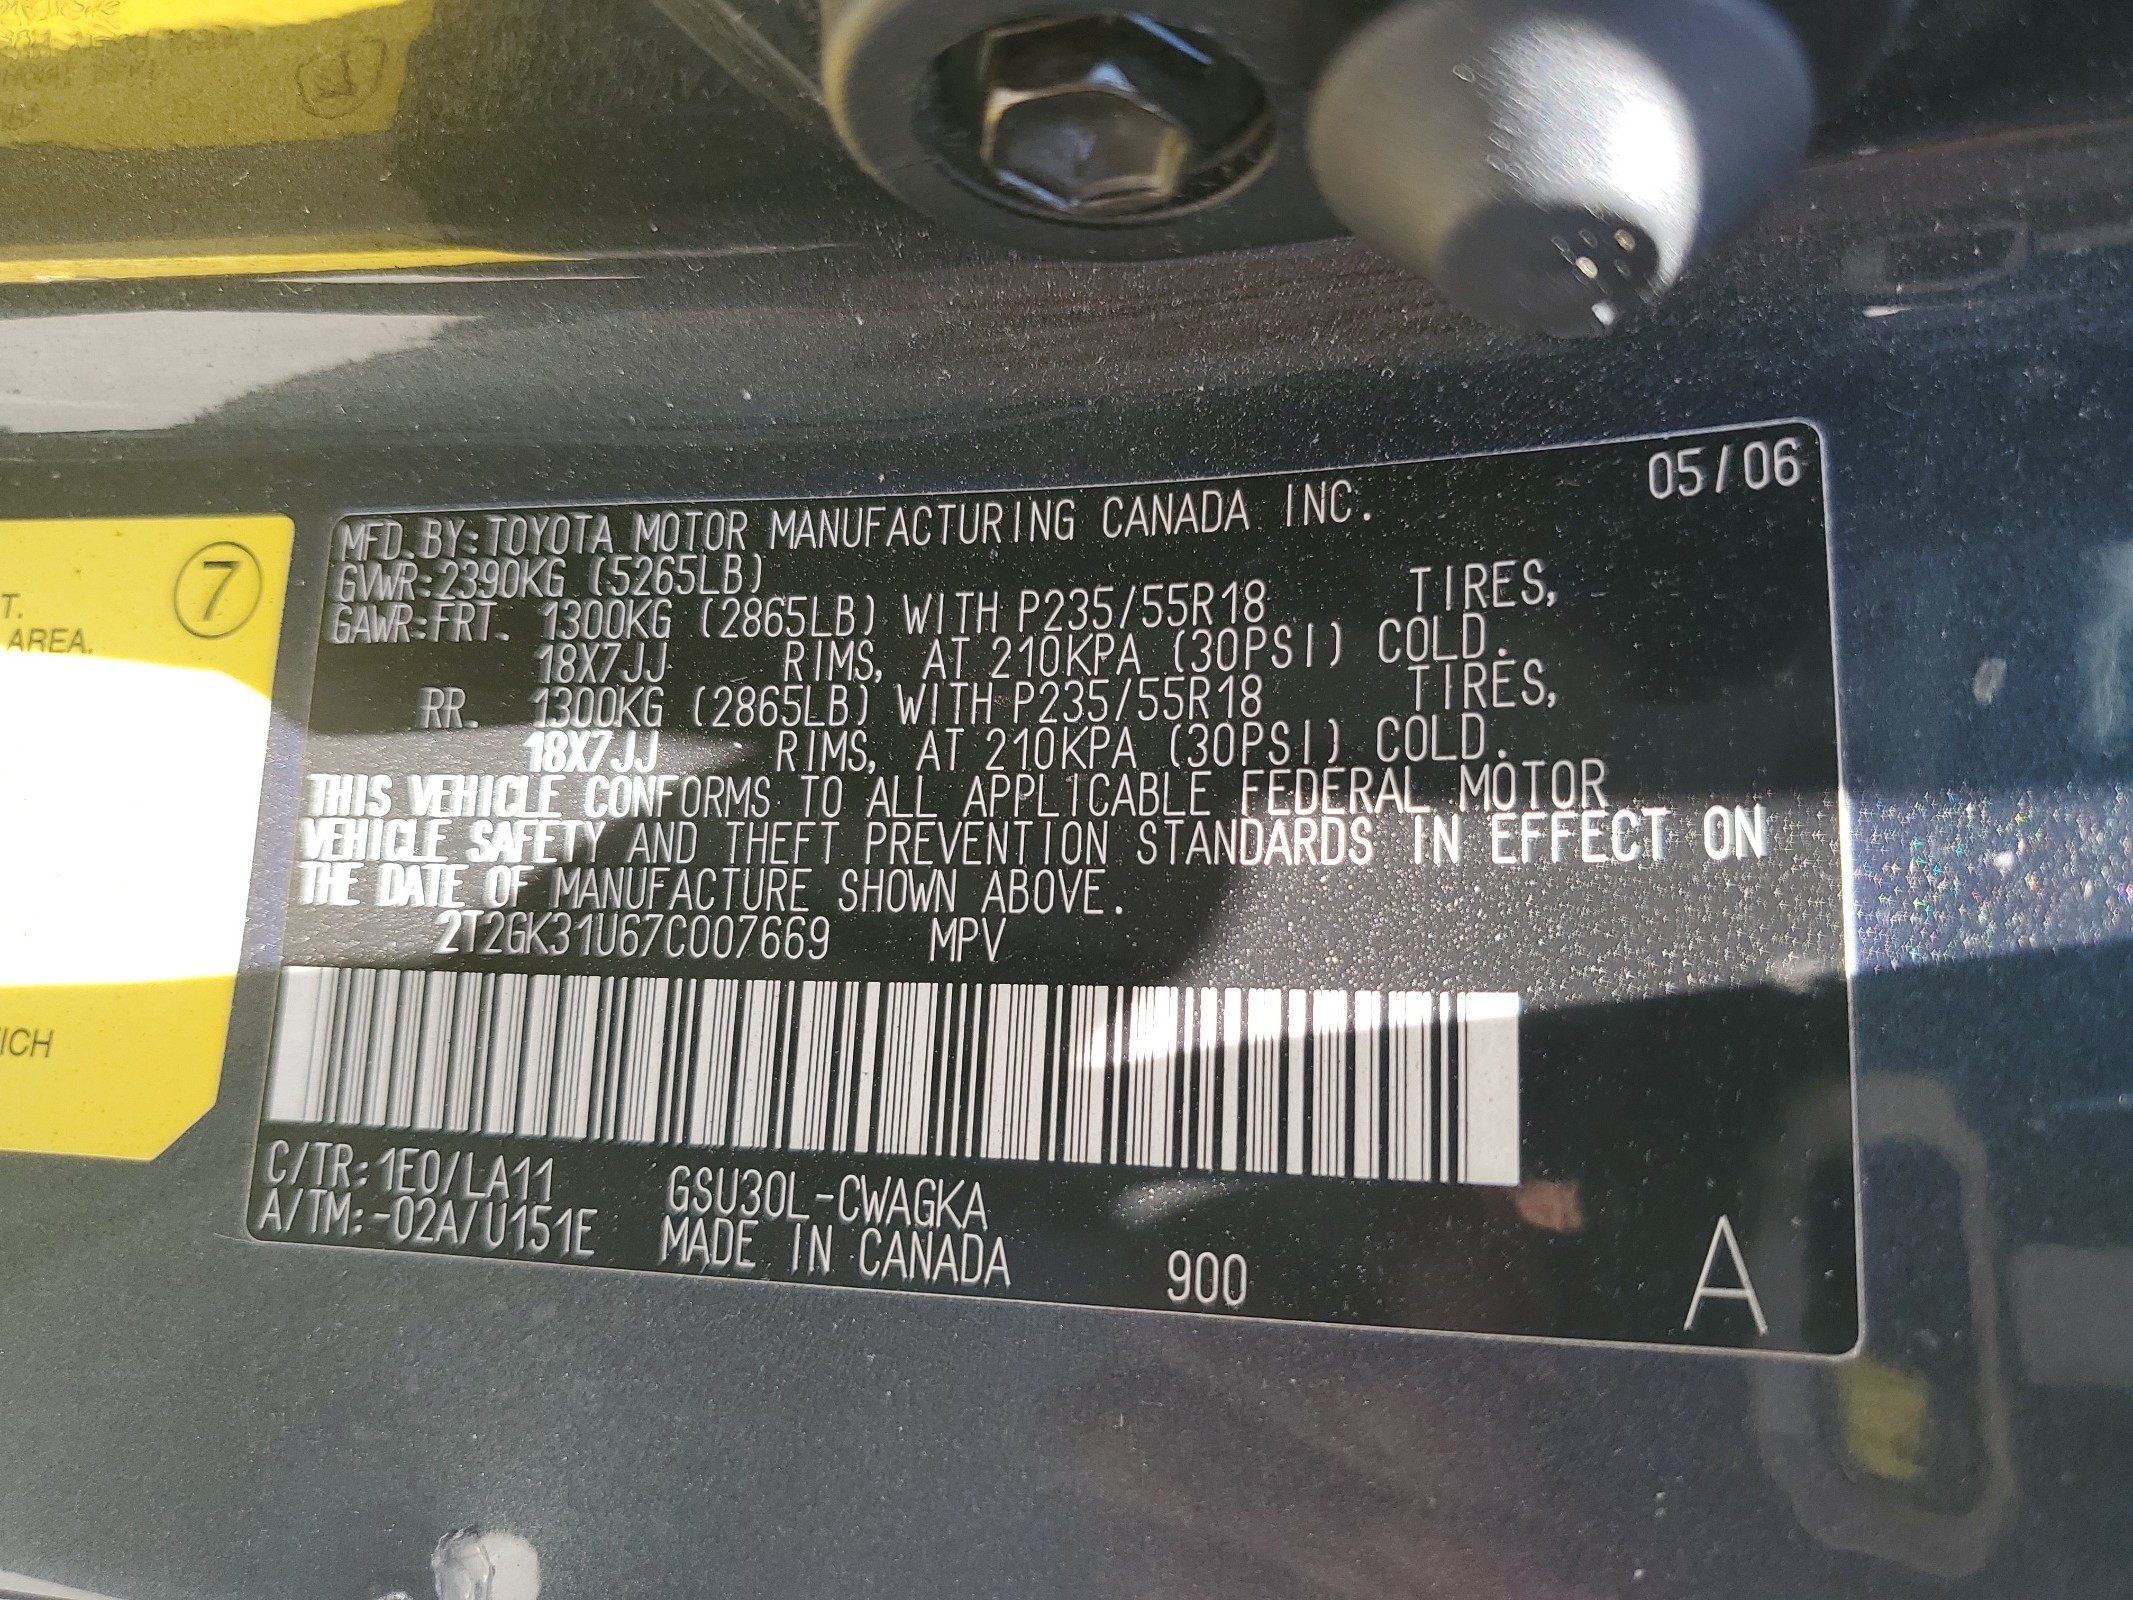 05/06
MFD. BY: TOYOTA MOTOR MANUFACTURING CANADA INC.
GVWR: 2390KG (5265LB)
GAWR: FRT. 1300KG (2865LB) WITH P235/55R18 TIRES,
18X7JJ RIMS, AT 210KPA (30PSI) COLD.
RR. 1300KG (2865LB) WITH P235/55R18 TIRES,
18X7JJ RIMS, AT 210KPA (30PSI) COLD.
THIS VEHICLE CONFORMS TO ALL APPLICABLE FEDERAL MOTOR
VEHICLE SAFETY AND THEFT PREVENTION STANDARDS IN EFFECT ON
THE DATE OF MANUFACTURE SHOWN ABOVE.
2T2GK31U67C007669 MPV
C/TR: 1E0/LA11 GSU30L-CWAGKA
A/TM: -02A/U151E MADE IN CANADA 900 A
7
T.
AREA.
ICH